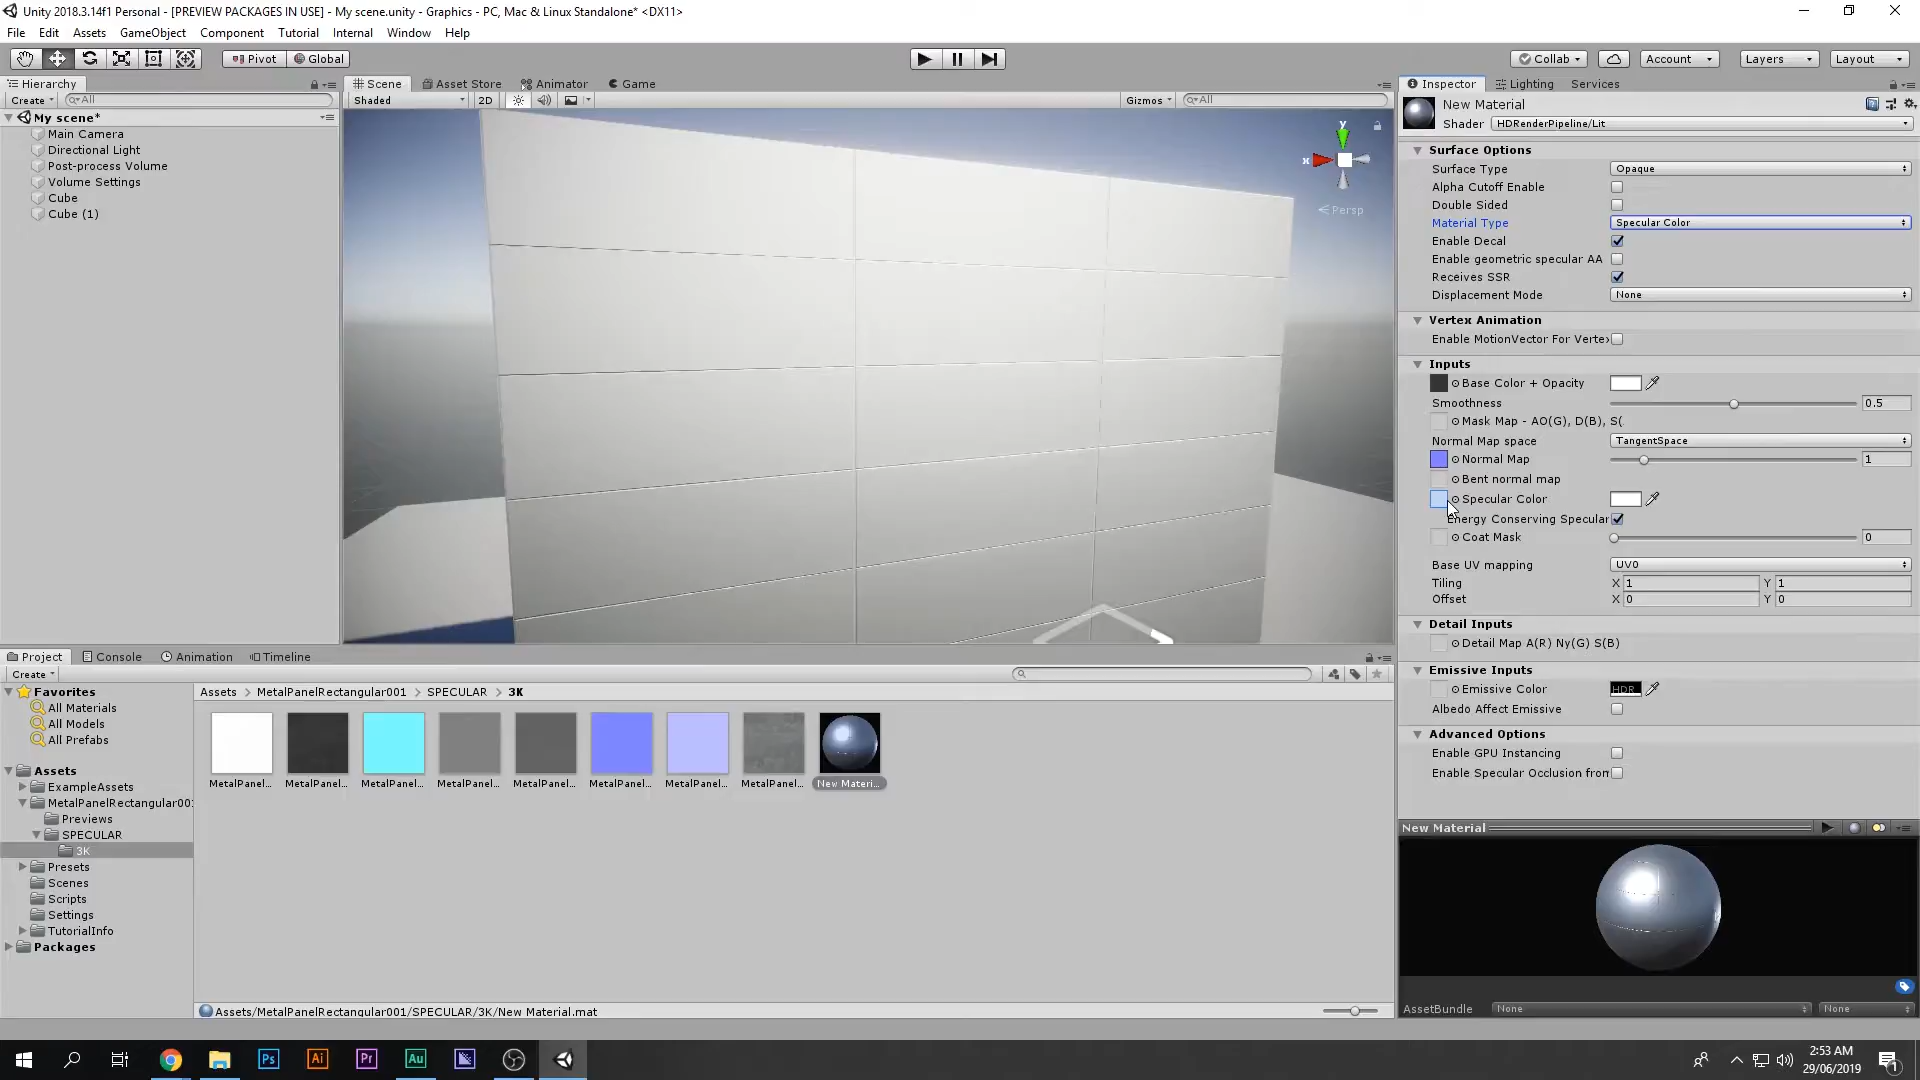 Unity 2018.3.14f1 Personal - [PREVIEW PACKAGES IN USE] - My scene.unity - Graphics - PC, Mac & Linux Standalone* <DX11>
File Edit Assets GameObject Component Tutorial Internal Window Help
Pivot Global Collab Account Layers Layout
Hierarchy
Create All
My scene*
Main Camera
Directional Light
Post-process Volume
Volume Settings
Cube
Cube (1)
Scene Asset Store Animator Game
Shaded 2D Gizmos All
y
x
Persp
Inspector Lighting Services
New Material
Shader HDRenderPipeline/Lit
Surface Options
Surface Type Opaque
Alpha Cutoff Enable
Double Sided
Material Type Specular Color
Enable Decal
Enable geometric specular AA
Receives SSR
Displacement Mode None
Vertex Animation
Enable MotionVector For Vertex
Inputs
Base Color + Opacity
Smoothness 0.5
Mask Map - AO(G), D(B), S(
Normal Map space TangentSpace
Normal Map 1
Bent normal map
Specular Color
Energy Conserving Specular
Coat Mask 0
Base UV mapping UV0
Tiling X 1 Y 1
Offset X 0 Y 0
Detail Inputs
Detail Map A(R) Ny(G) S(B)
Emissive Inputs
Emissive Color HDR
Albedo Affect Emissive
Advanced Options
Enable GPU Instancing
Enable Specular Occlusion from
New Material
AssetBundle None None
Project Console Animation Timeline
Create
Favorites
All Materials
All Models
All Prefabs
Assets
ExampleAssets
MetalPanelRectangular001
Previews
SPECULAR
3K
Presets
Scenes
Scripts
Settings
TutorialInfo
Packages
Assets > MetalPanelRectangular001 > SPECULAR > 3K
MetalPanel... MetalPanel... MetalPanel... MetalPanel... MetalPanel... MetalPanel... MetalPanel... MetalPanel... New Materi...
Assets/MetalPanelRectangular001/SPECULAR/3K/New Material.mat
Ps Ai Pr Au
2:53 AM
29/06/2019
1